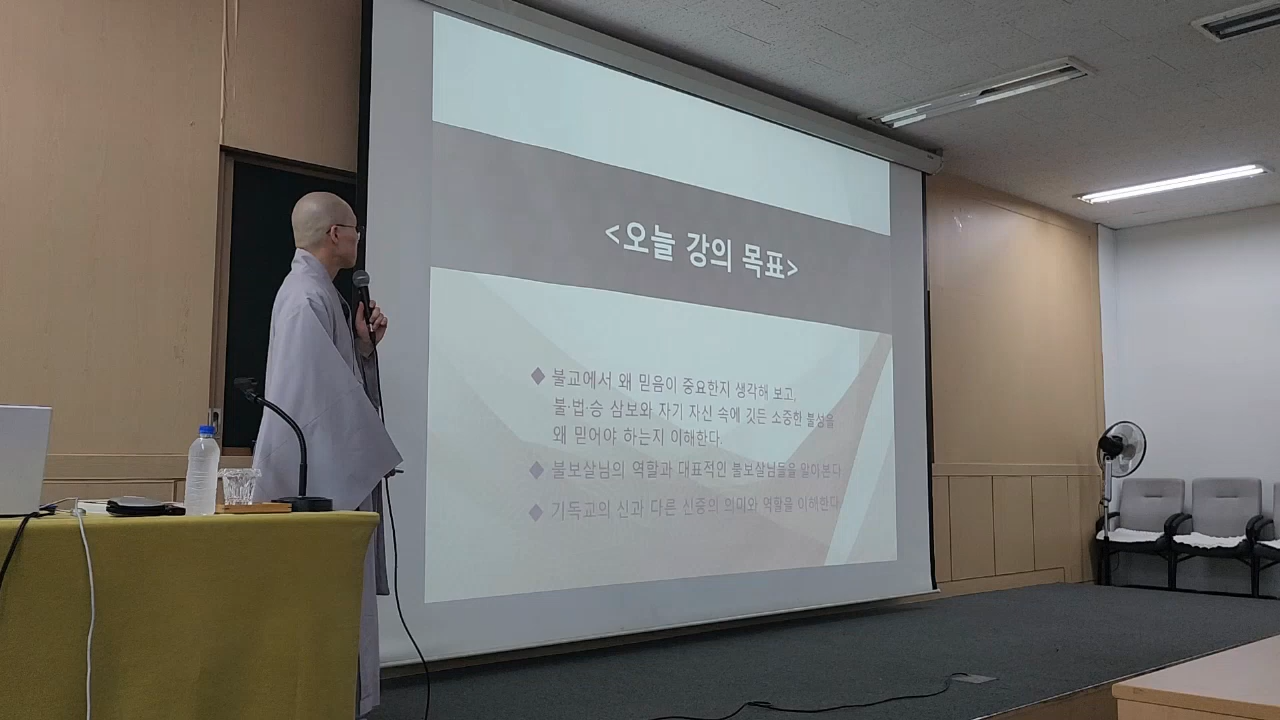 <오늘 강의 목표>
◆ 불교에서 왜 믿음이 중요한지 생각해 보고,
불·법·승 삼보와 자기 자신 속에 깃든 소중한 불성을
왜 믿어야 하는지 이해한다.
◆ 불보살님의 역할과 대표적인 불보살님들을 알아본다
◆ 기독교의 신과 다른 신중의 의미와 역할을 이해한다